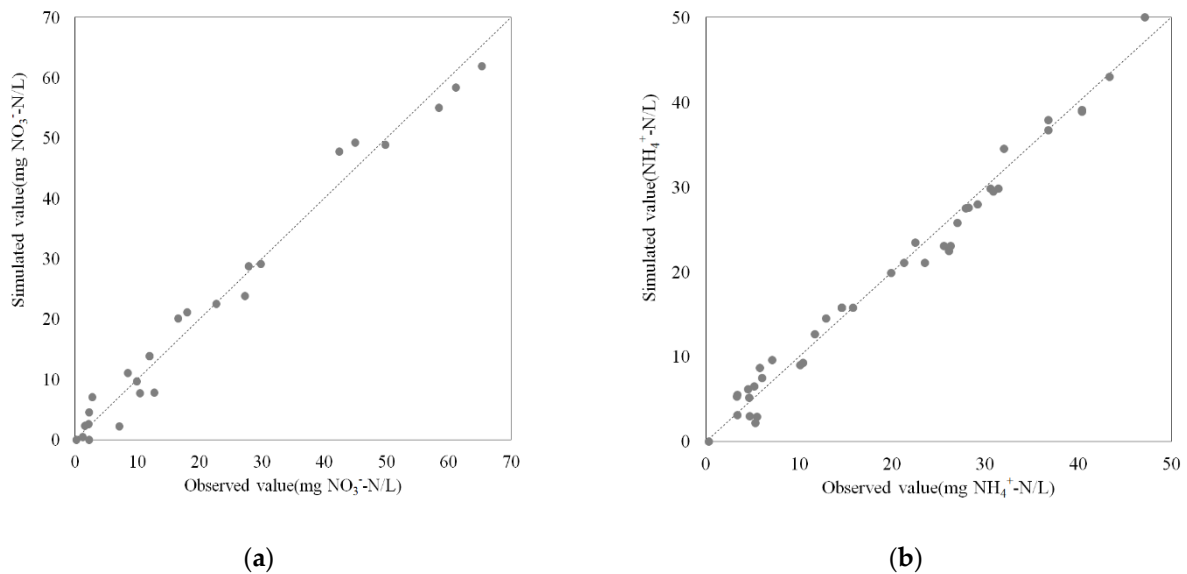 70
60
50
40
30
20
10
0
Simulated value(mg NO₃⁻-N/L)
0 10 20 30 40 50 60 70
Observed value(mg NO₃⁻-N/L)
(a)
50
40
30
20
10
0
Simulated value(NH₄⁺-N/L)
0 10 20 30 40 50
Observed value(mg NH₄⁺-N/L)
(b)